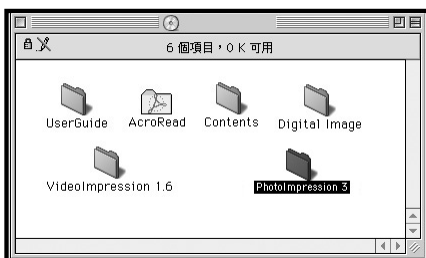 6 個項目，0 K 可用
UserGuide AcroRead Contents Digital Image
VideoImpression 1.6 PhotoImpression 3